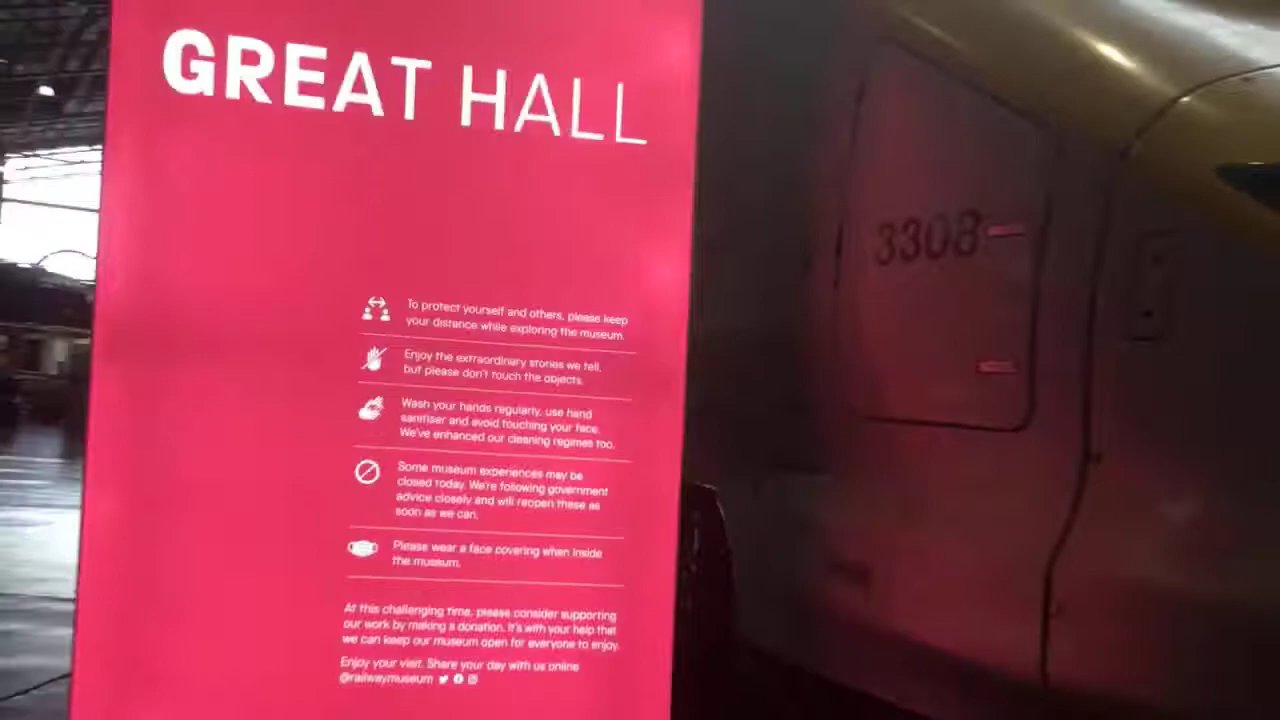 GREAT HALL
3308
To protect yourself and others, please keep
your distance while exploring the museum.
Enjoy the extraordinary stories we tell,
but please don't touch the objects.
Wash your hands regularly, use hand
sanitiser and avoid touching your face.
We've enhanced our cleaning regimes too.
Some museum experiences may be
closed today. We're following government
advice closely and will reopen these as
soon as we can.
Please wear a face covering when inside
the museum.
At this challenging time, please consider supporting
our work by making a donation. It's with your help that
we can keep our museum open for everyone to enjoy.
Enjoy your visit. Share your day with us online
@railwaymuseum